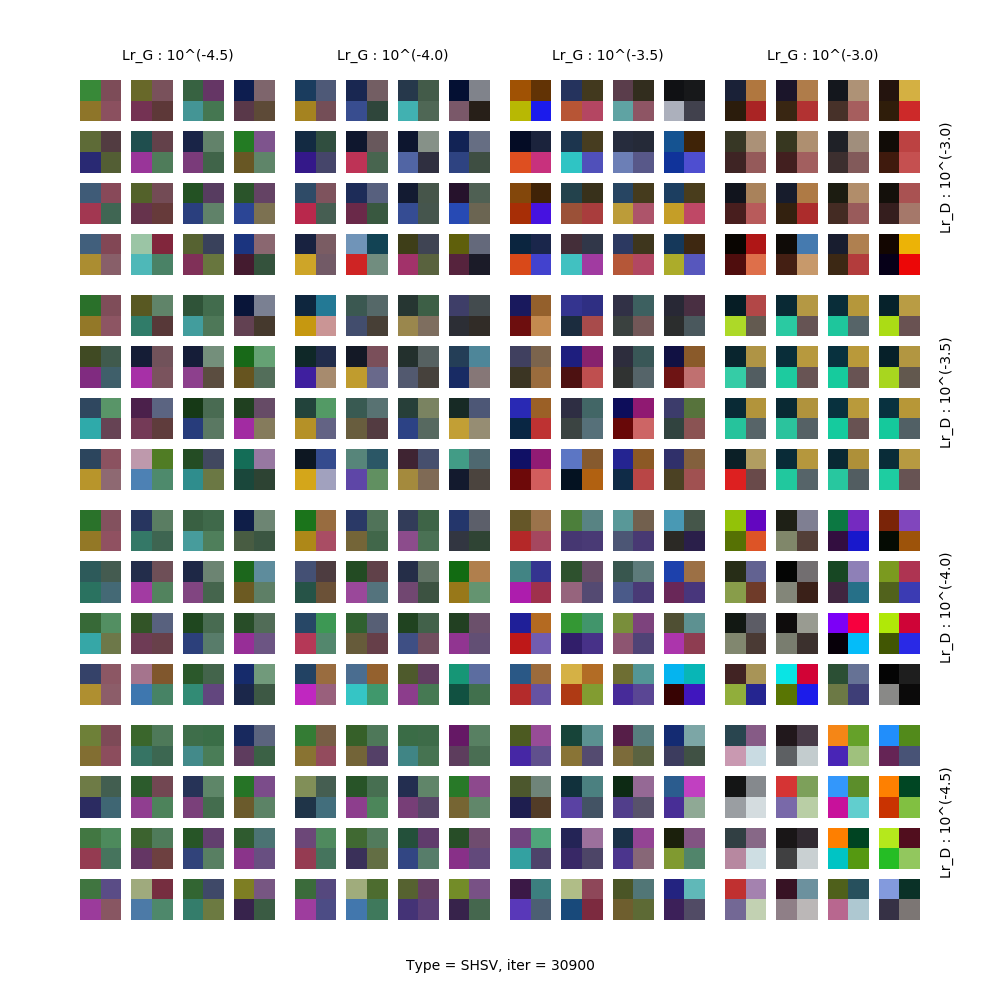 Lr_G : 10^(-4.5)
Lr_G : 10^(-4.0)
Lr_G : 10^(-3.5)
Lr_G : 10^(-3.0)
Lr_D : 10^(-3.0)
Lr_D : 10^(-3.5)
Lr_D : 10^(-4.0)
Lr_D : 10^(-4.5)
Type = SHSV, iter = 30900